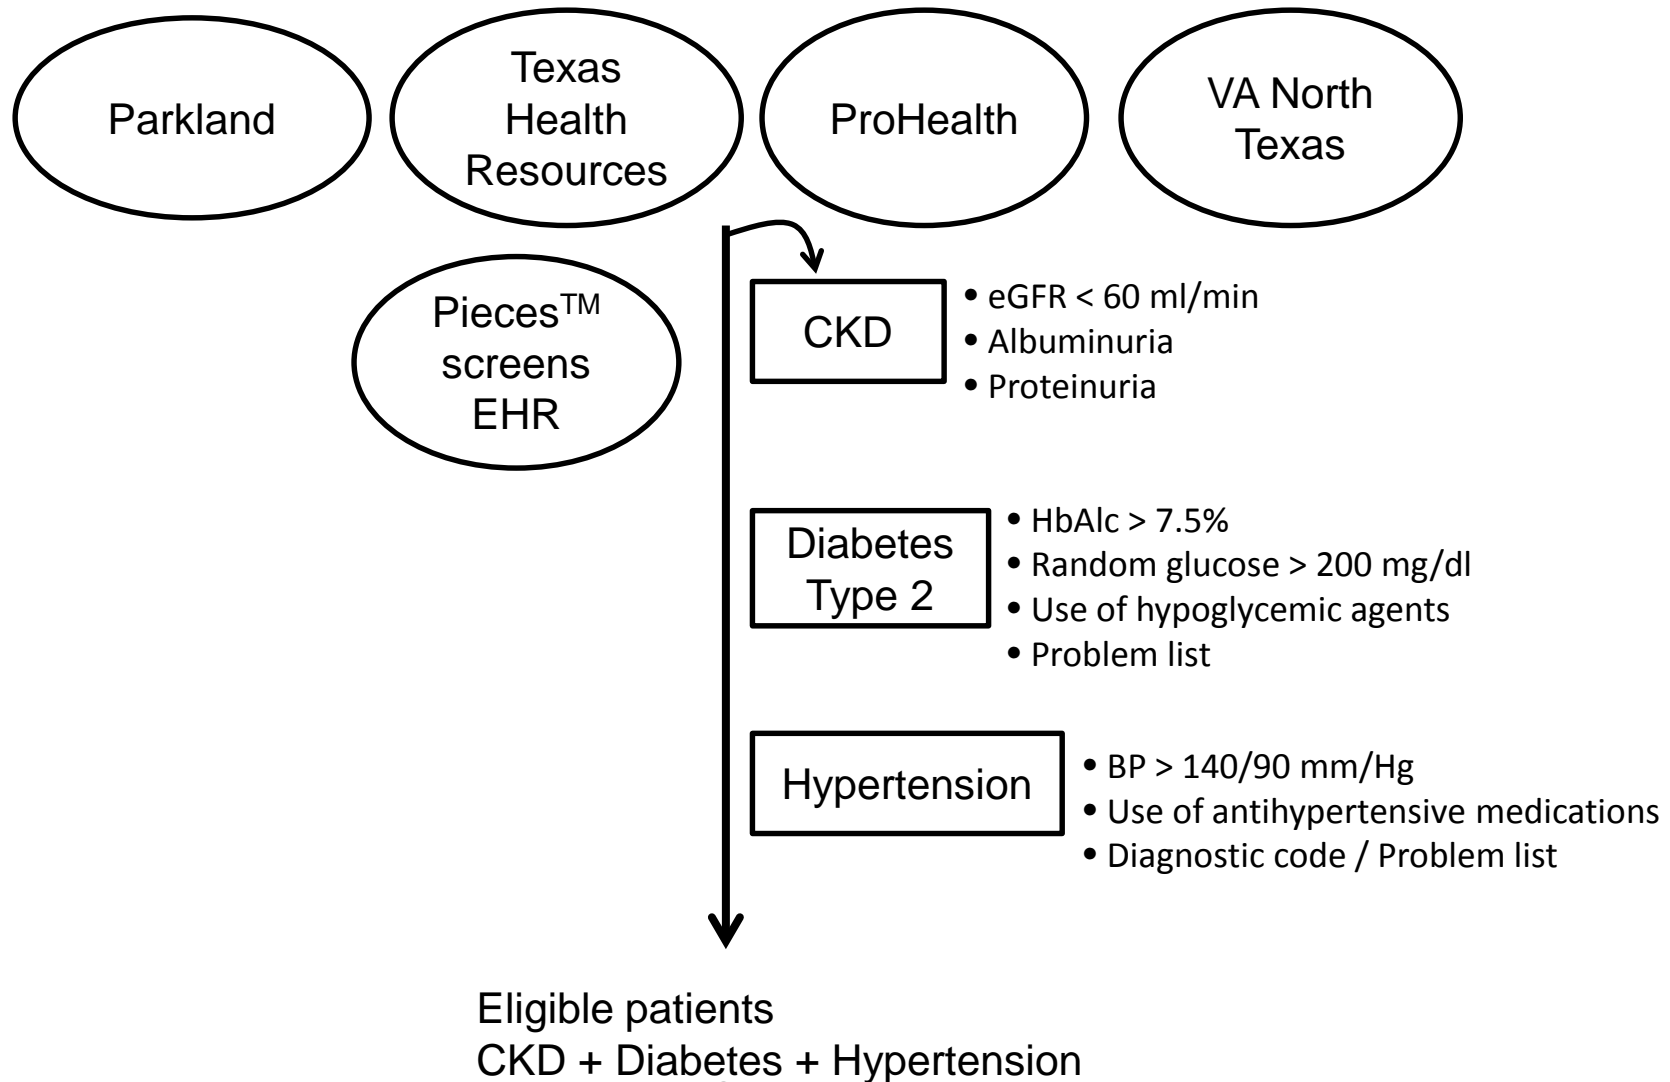 Parkland
Texas
Health
Resources
ProHealth
VA North
Texas
Pieces™
screens
EHR
CKD
• eGFR < 60 ml/min
• Albuminuria
• Proteinuria
Diabetes
Type 2
• HbAlc > 7.5%
• Random glucose > 200 mg/dl
• Use of hypoglycemic agents
• Problem list
Hypertension
• BP > 140/90 mm/Hg
• Use of antihypertensive medications
• Diagnostic code / Problem list
Eligible patients
CKD + Diabetes + Hypertension